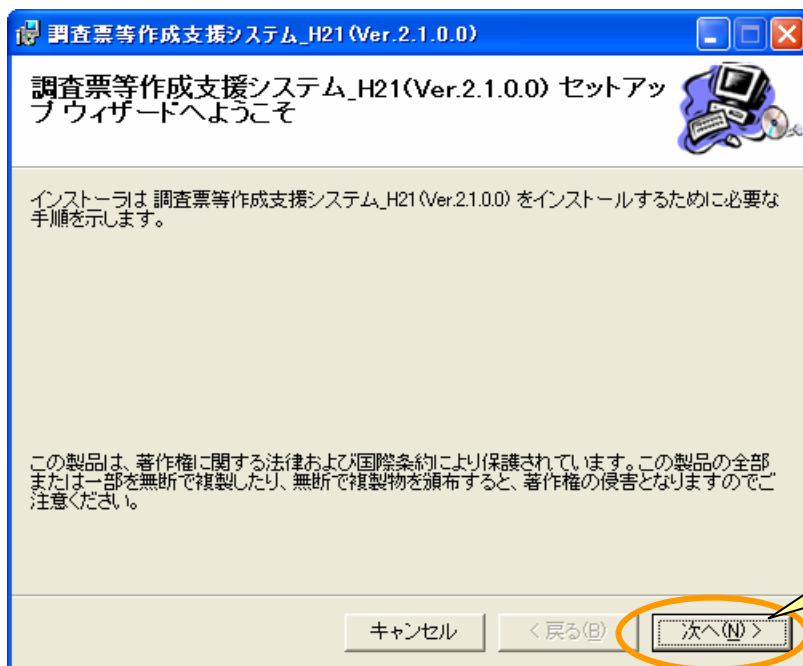 調査票等作成支援システム_H21(Ver.2.1.0.0)
調査票等作成支援システム_H21(Ver.2.1.0.0) セットアッ
プ ウィザードへようこそ
インストーラは 調査票等作成支援システム_H21(Ver.2.1.0.0) をインストールするために必要な
手順を示します。
この製品は、著作権に関する法律および国際条約により保護されています。この製品の全部
または一部を無断で複製したり、無断で複製物を頒布すると、著作権の侵害となりますのでご
注意ください。
キャンセル < 戻る(B) 次へ(N) >